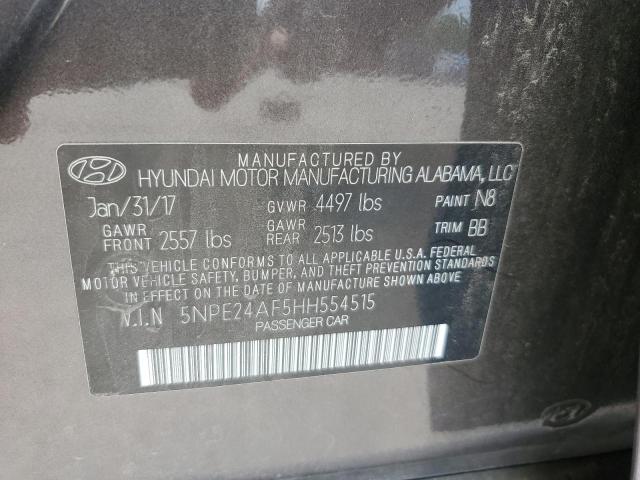 MANUFACTURED BY
HYUNDAI MOTOR MANUFACTURING ALABAMA, LLC
Jan/31/17 GVWR 4497 lbs PAINT N8
GAWR FRONT 2557 lbs GAWR REAR 2513 lbs TRIM BB
THIS VEHICLE CONFORMS TO ALL APPLICABLE U.S.A. FEDERAL
MOTOR VEHICLE SAFETY, BUMPER, AND THEFT PREVENTION STANDARDS
IN EFFECT ON THE DATE OF MANUFACTURE SHOWN ABOVE.
V.I.N 5NPE24AF5HH554515
PASSENGER CAR